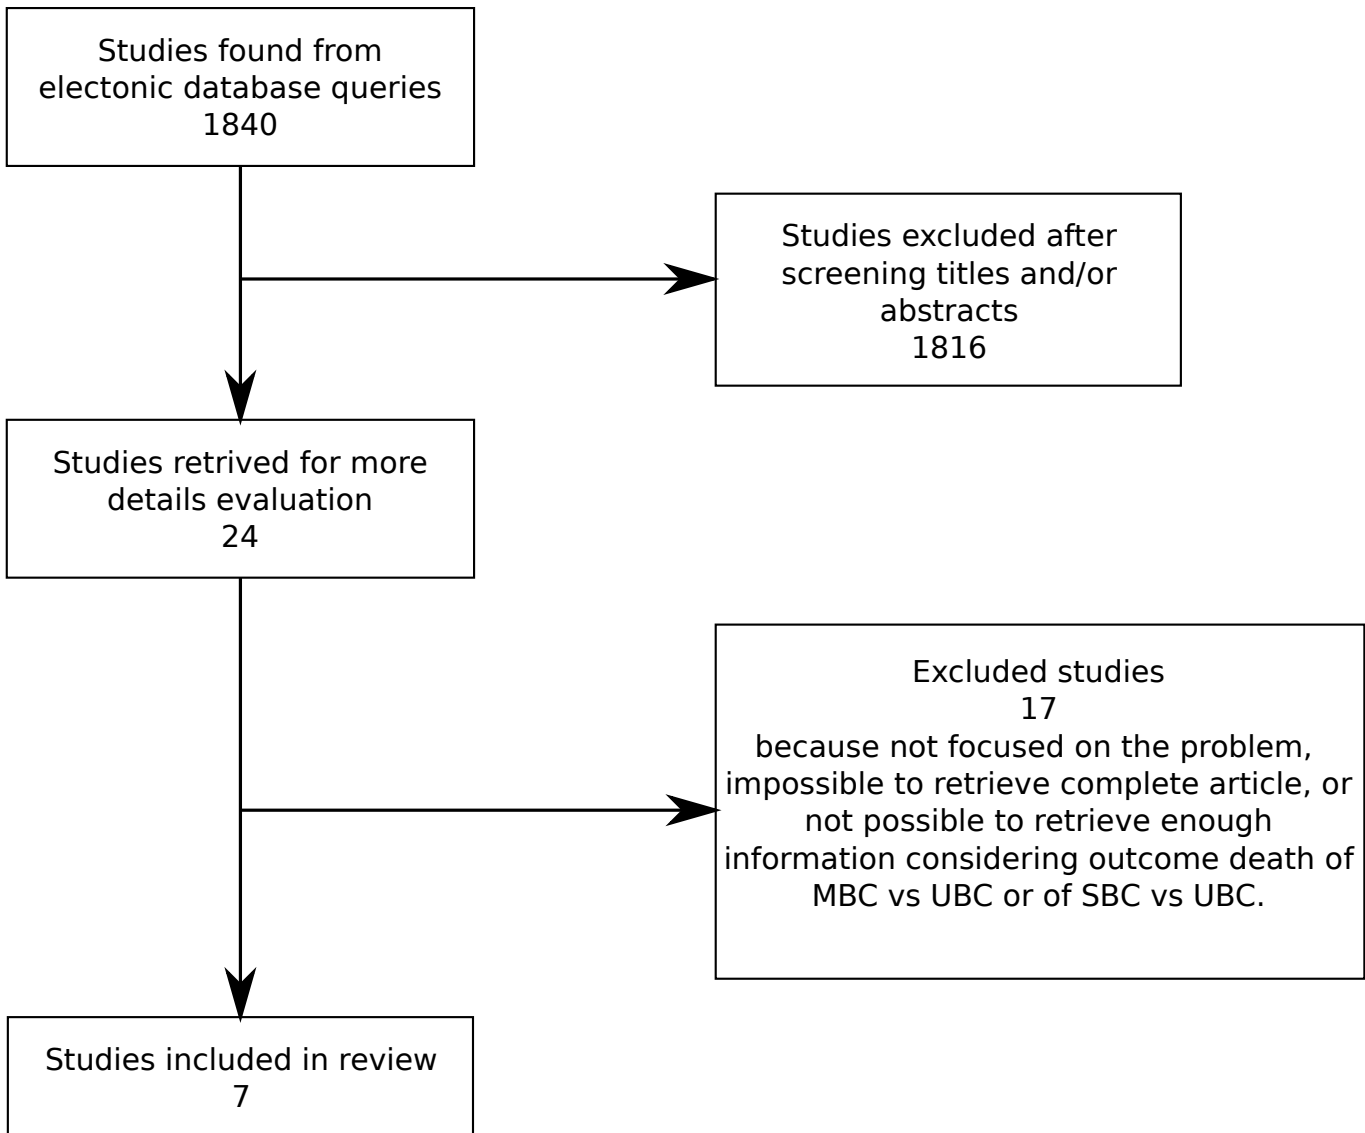 Studies found from
electonic database queries
1840
Studies excluded after
screening titles and/or
abstracts
1816
Studies retrived for more
details evaluation
24
Excluded studies
17
because not focused on the problem,
impossible to retrieve complete article, or
not possible to retrieve enough
information considering outcome death of
MBC vs UBC or of SBC vs UBC.
Studies included in review
7